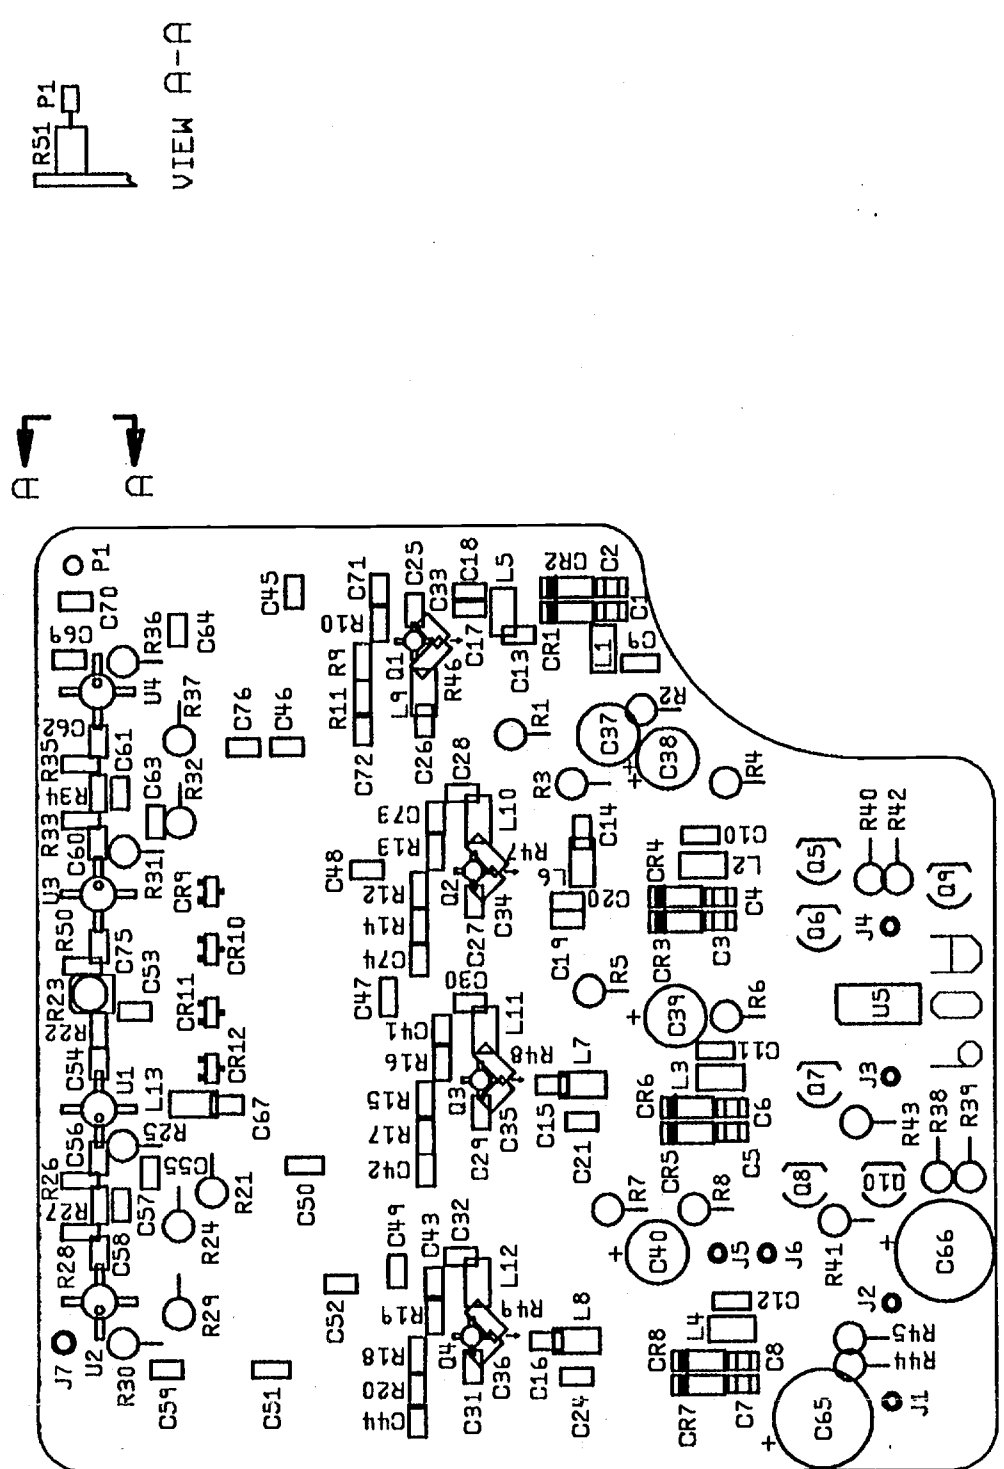 R51 P1
VIEW A-A
A
A
P1
C70
C69
R36
C64
U4
R37
C62
R35
C61
R34
C63
R32
R33
C60
R31
U3
R50
C75
CR9
CR10
R23
C53
R22
CR11
C54
CR12
U1
L13
C67
C56
R25
C55
R26
R27
C57
R21
R28
C58
R24
R29
J7
U2
R30
C59
C51
C50
C52
C45
C76
C46
C48
C47
C49
C71
R10
R9
R11
C72
Q1
C25
C33
C18
L5
C17
R46
L9
C26
C13
CR1
CR2
C2
C1
L1
C9
R1
R2
C37
C38
R3
R4
+
+
C28
C73
R13
L10
R12
R14
C74
Q2
R47
C34
C27
L6
C14
C20
C19
C10
L2
CR4
C4
CR3
C3
C30
C41
R16
L11
R15
R17
C42
Q3
R48
C35
C29
L7
C15
C21
R5
C39
+
R6
C11
L3
CR6
C6
CR5
C5
C32
C43
R19
L12
R18
R20
C44
Q4
R49
C36
C31
L8
C16
C24
R7
R8
C40
+
J5
J6
C12
L4
CR8
C8
CR7
C7
C65
+
Q5
Q6
R40
R42
Q9
J4
U5
Q7
J3
R43
R38
R39
Q8
Q10
R41
C66
+
J2
R45
R44
J1